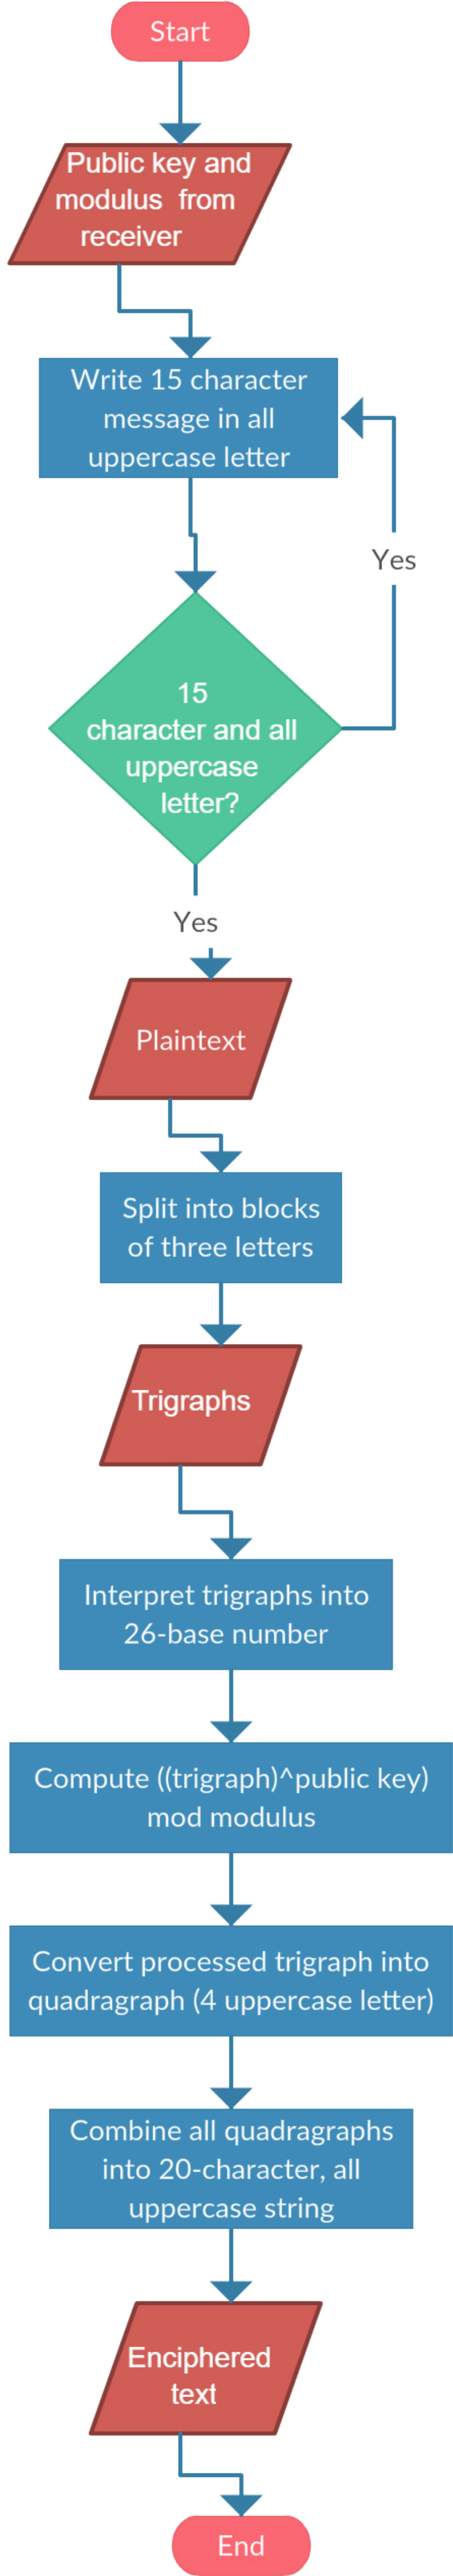 Start
Public key and
modulus from
receiver
Write 15 character
message in all
uppercase letter
Yes
15
character and all
uppercase
letter?
Yes
Plaintext
Split into blocks
of three letters
Trigraphs
Interpret trigraphs into
26-base number
Compute ((trigraph)^public key)
mod modulus
Convert processed trigraph into
quadragraph (4 uppercase letter)
Combine all quadragraphs
into 20-character, all
uppercase string
Enciphered
text
End